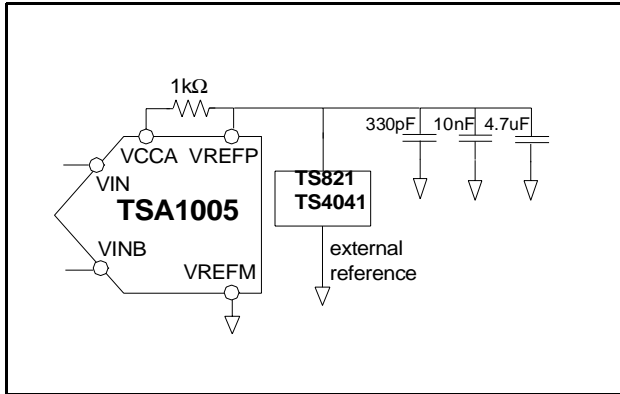 1kΩ
330pF 10nF 4.7uF
VCCA VREFP
VIN
TS821
TS4041
TSA1005
VINB
external
reference
VREFM